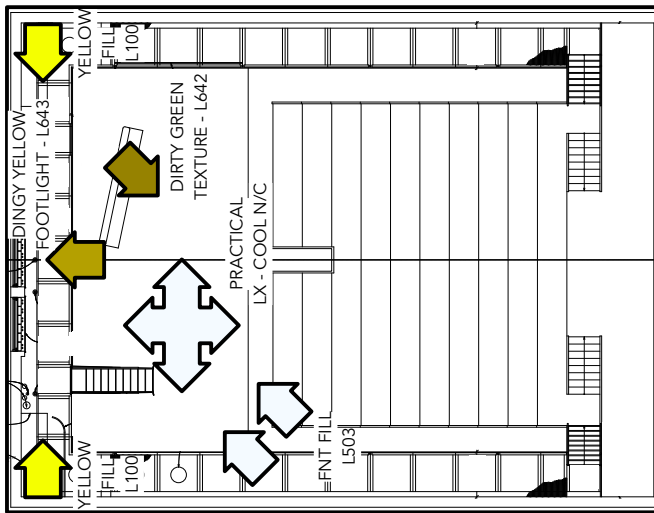 YELLOW
FILL
L100
DINGY YELLOW
FOOTLIGHT - L643
DIRTY GREEN
TEXTURE - L642
PRACTICAL
LX - COOL N/C
YELLOW
FILL
L100
FNT FILL
L503